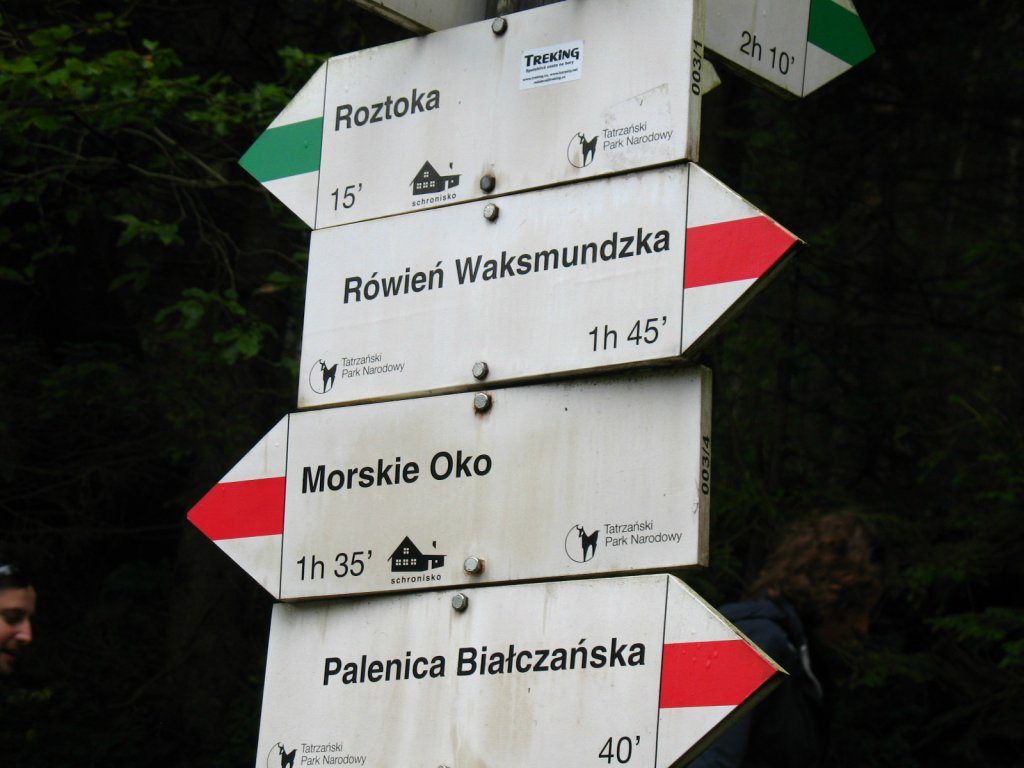 2h 10'
TREKING
003/1
Roztoka
Tatrzański
Park Narodowy
15'
schronisko
Rówień Waksmundzka
1h 45'
Tatrzański
Park Narodowy
Morskie Oko
003/4
Tatrzański
Park Narodowy
1h 35'
schronisko
Palenica Białczańska
40'
Tatrzański
Park Narodowy